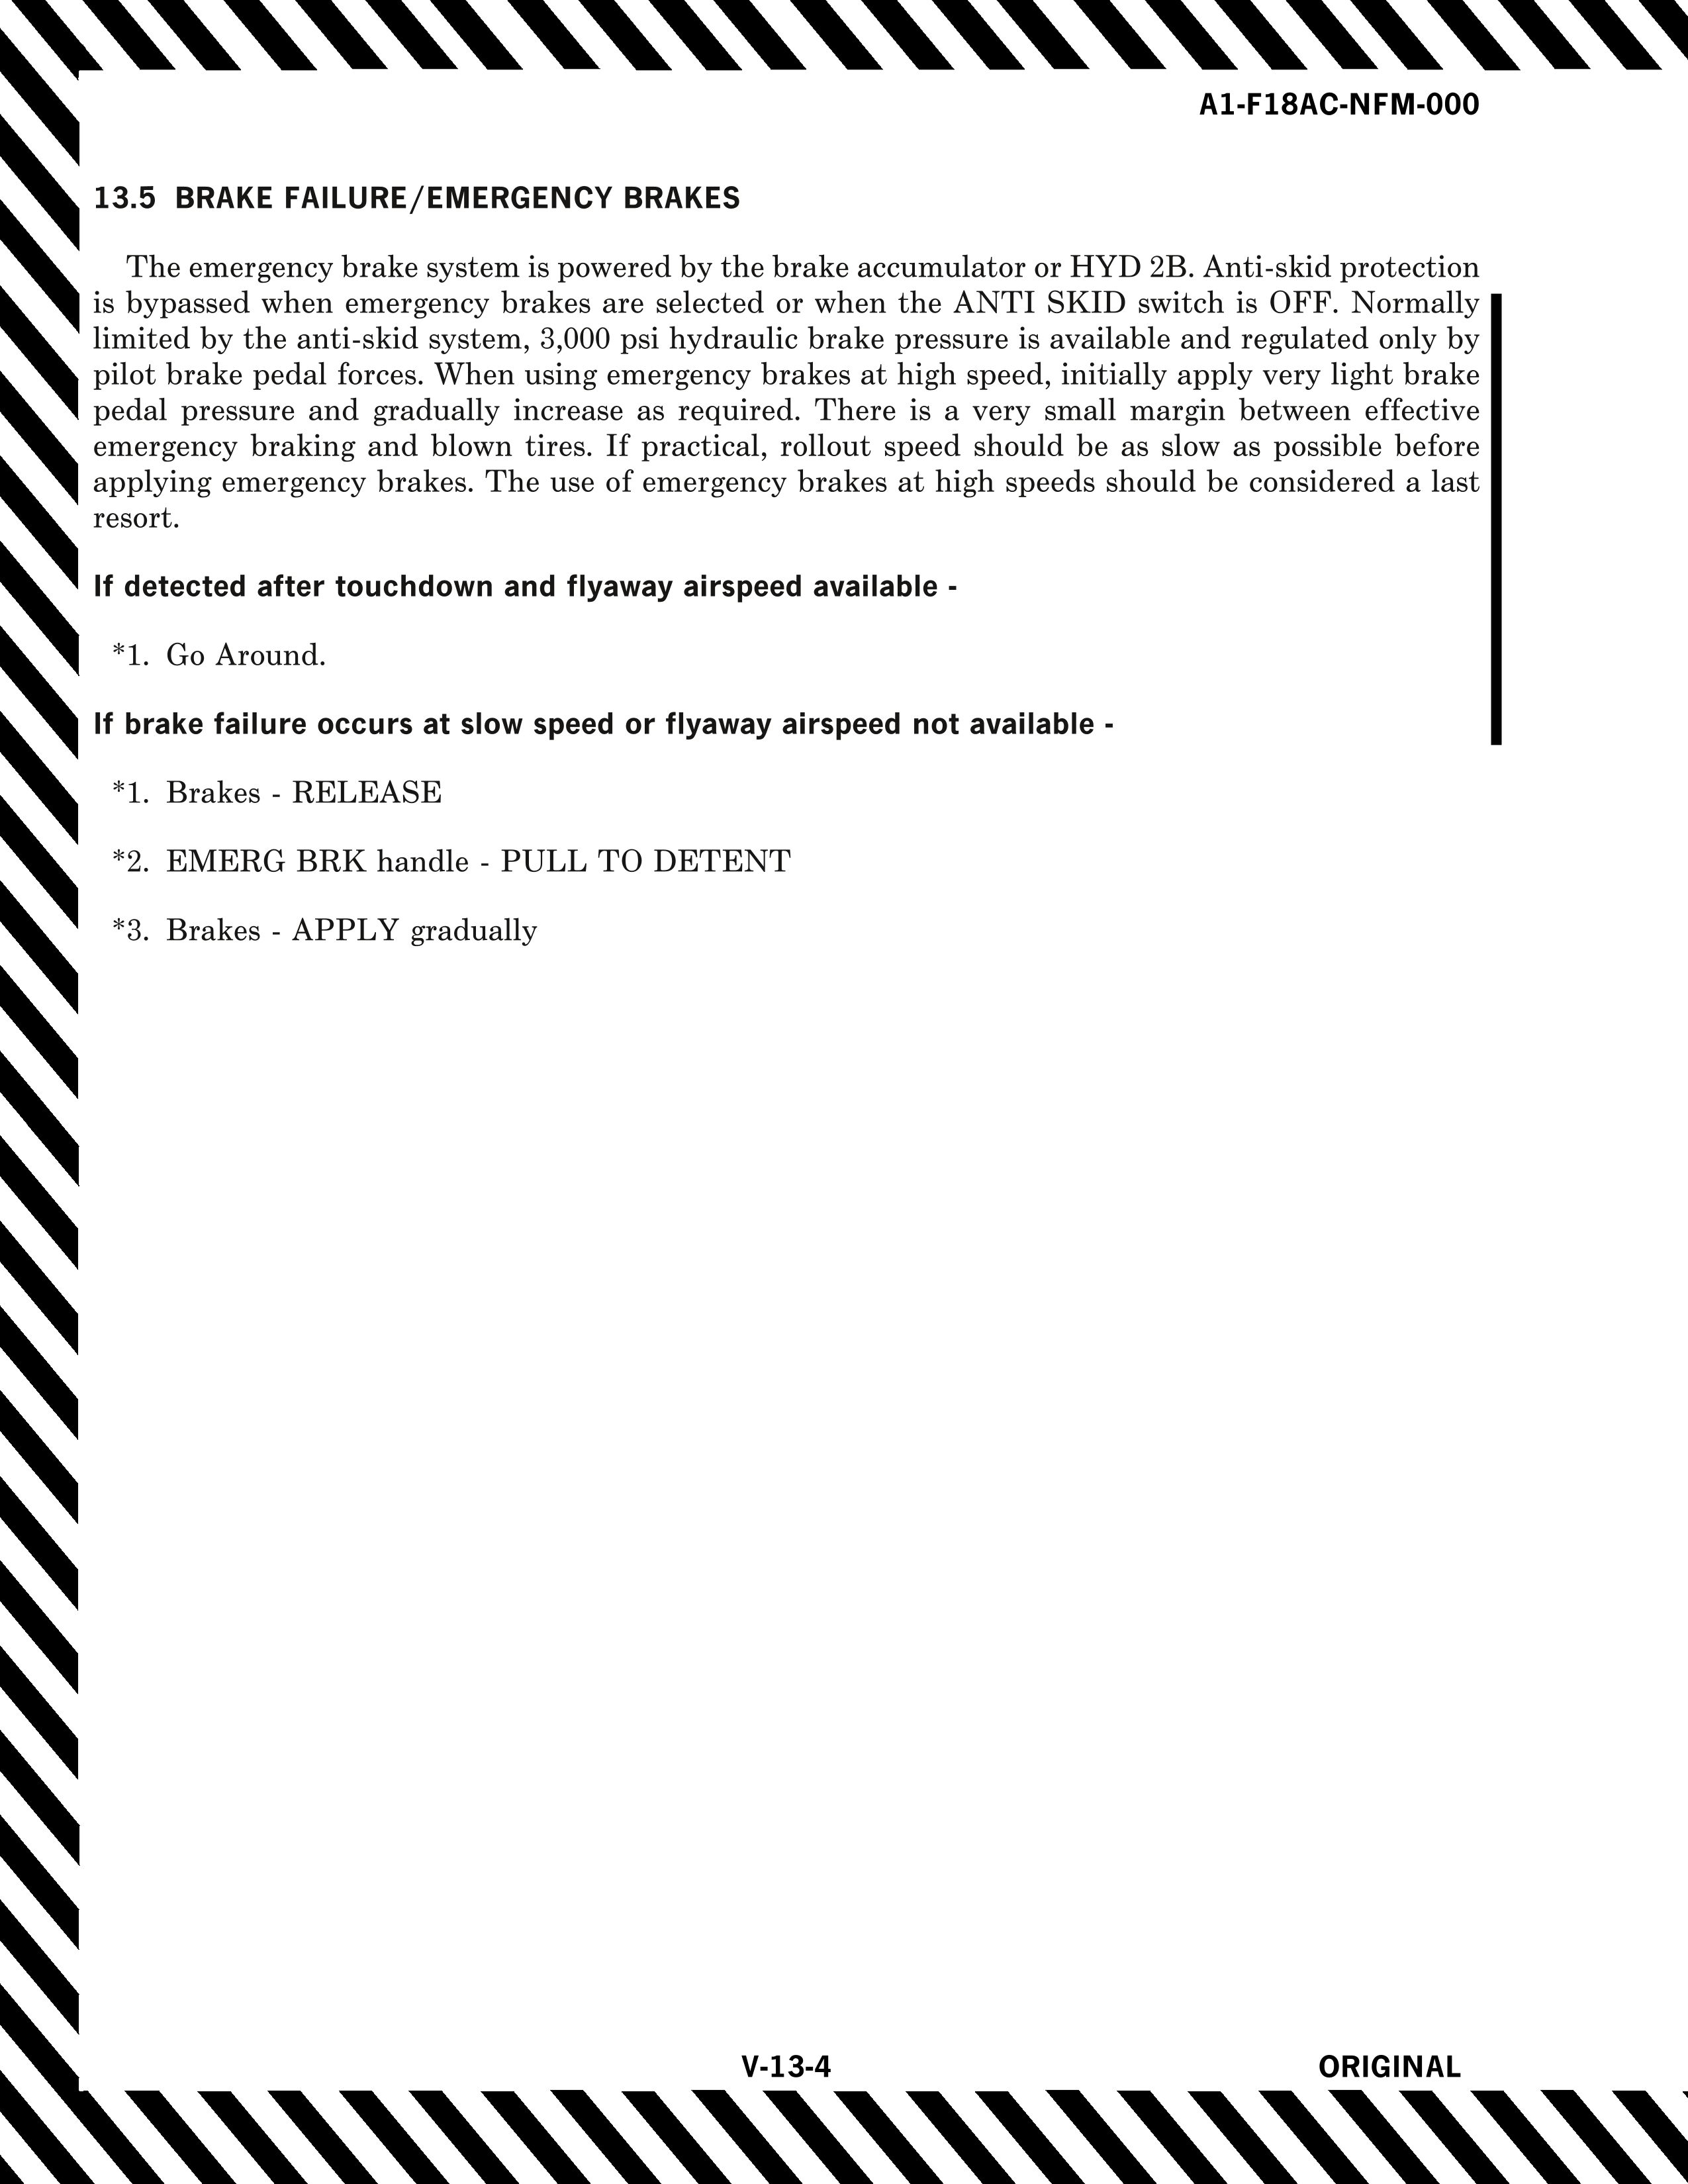 A1-F18AC-NFM-000
13.5 BRAKE FAILURE/EMERGENCY BRAKES
The emergency brake system is powered by the brake accumulator or HYD 2B. Anti-skid protection
is bypassed when emergency brakes are selected or when the ANTI SKID switch is OFF. Normally
limited by the anti-skid system, 3,000 psi hydraulic brake pressure is available and regulated only by
pilot brake pedal forces. When using emergency brakes at high speed, initially apply very light brake
pedal pressure and gradually increase as required. There is a very small margin between effective
emergency braking and blown tires. If practical, rollout speed should be as slow as possible before
applying emergency brakes. The use of emergency brakes at high speeds should be considered a last
resort.
If detected after touchdown and flyaway airspeed available -
*1. Go Around.
If brake failure occurs at slow speed or flyaway airspeed not available -
*1. Brakes - RELEASE
*2. EMERG BRK handle - PULL TO DETENT
*3. Brakes - APPLY gradually
V-13-4
ORIGINAL